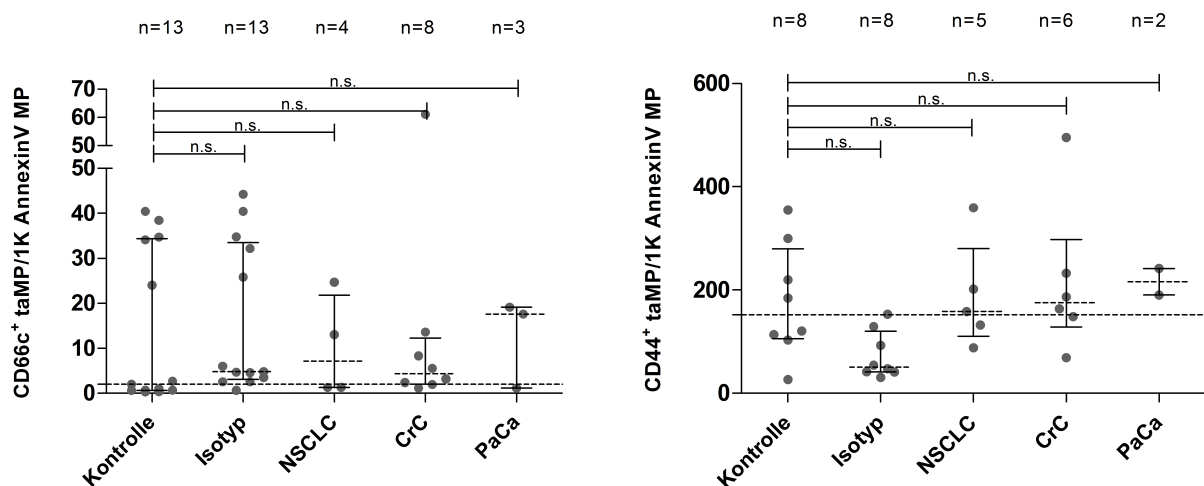 n=13 n=13 n=4 n=8 n=3
CD66c⁺ taMP/1K AnnexinV MP
70
60
50
50
40
30
20
10
0
n.s.
n.s.
n.s.
n.s.
Kontrolle Isotyp NSCLC CrC PaCa
n=8 n=8 n=5 n=6 n=2
CD44⁺ taMP/1K AnnexinV MP
600
400
200
0
n.s.
n.s.
n.s.
n.s.
Kontrolle Isotyp NSCLC CrC PaCa